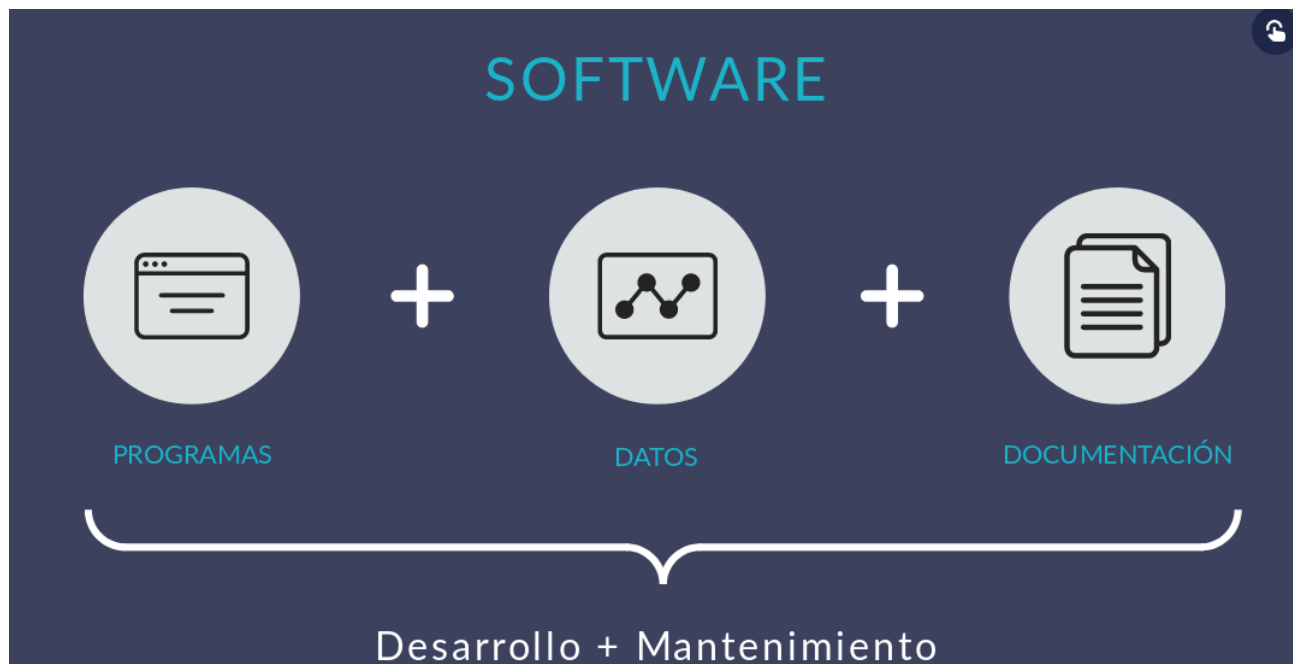 SOFTWARE
PROGRAMAS
DATOS
DOCUMENTACIÓN
Desarrollo + Mantenimiento